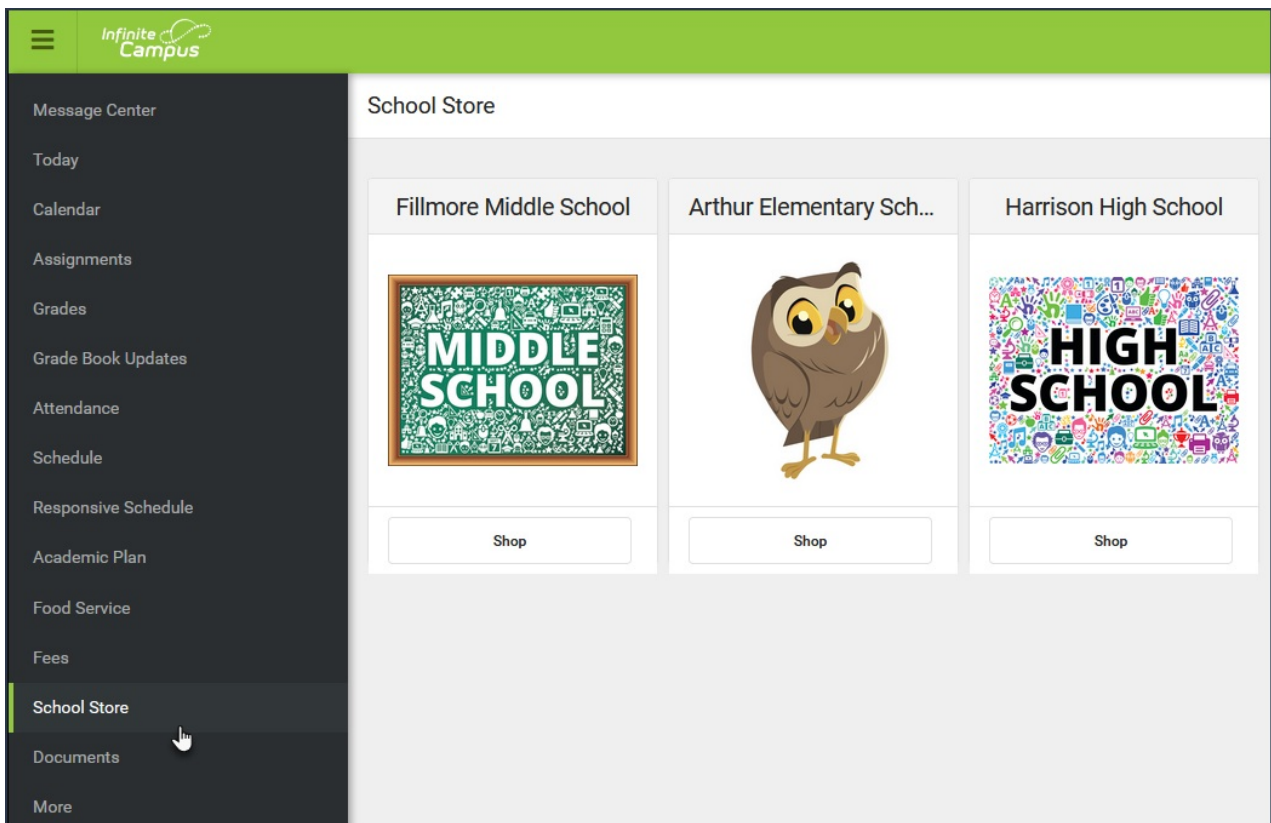 Infinite
Campus
Message Center
Today
Calendar
Assignments
Grades
Grade Book Updates
Attendance
Schedule
Responsive Schedule
Academic Plan
Food Service
Fees
School Store
Documents
More
School Store
Fillmore Middle School
MIDDLE
SCHOOL
Shop
Arthur Elementary Sch...
Shop
Harrison High School
HIGH
SCHOOL
Shop